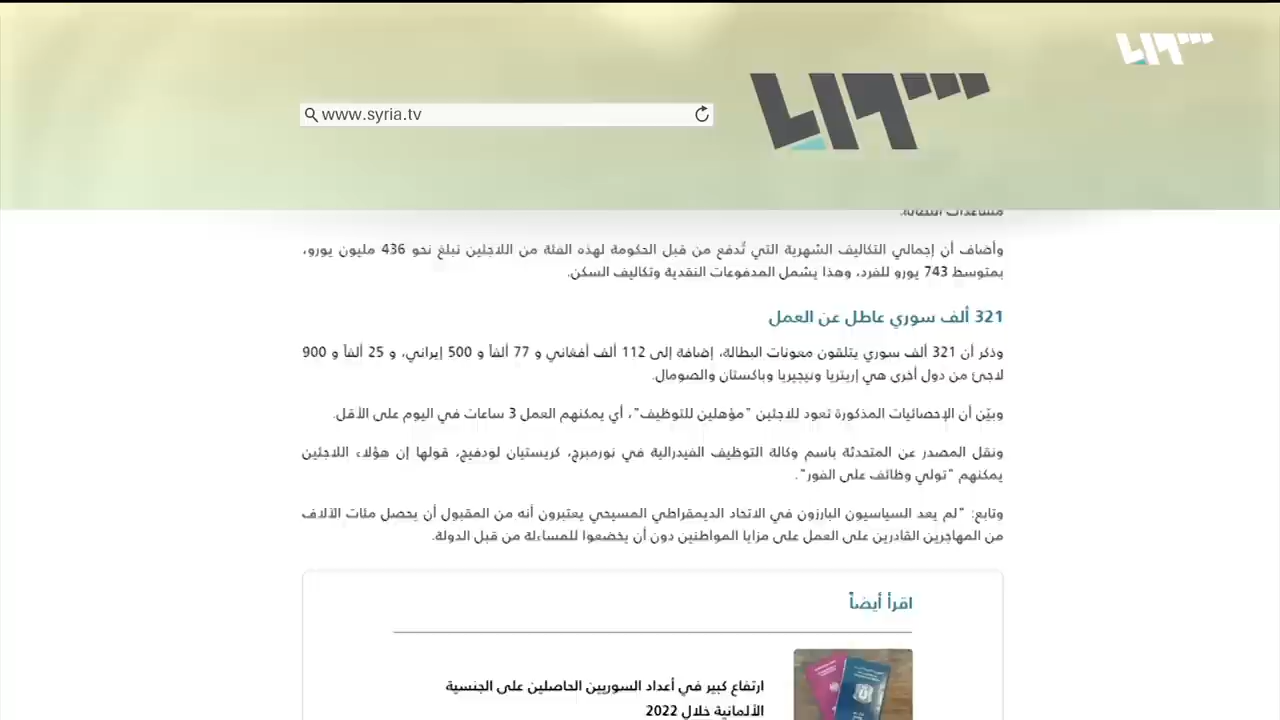 www.syria.tv
مساعدات البطالة.
وأضاف أن إجمالي التكاليف الشهرية التي تُدفع من قبل الحكومة لهذه الفئة من اللاجئين تبلغ نحو 436 مليون يورو،
بمتوسط 743 يورو للفرد، وهذا يشمل المدفوعات النقدية وتكاليف السكن.
321 ألف سوري عاطل عن العمل
وذكر أن 321 ألف سوري يتلقون معونات البطالة، إضافة إلى 112 ألف أفغاني و 77 ألفاً و 500 إيراني، و 25 ألفاً و 900
لاجئ من دول أخرى هي إريتريا ونيجيريا وباكستان والصومال.
وبيّن أن الإحصائيات المذكورة تعود للاجئين "مؤهلين للتوظيف"، أي يمكنهم العمل 3 ساعات في اليوم على الأقل.
ونقل المصدر عن المتحدثة باسم وكالة التوظيف الفيدرالية في نورمبرج، كريستيان لودفيج، قولها إن هؤلاء اللاجئين
يمكنهم "تولي وظائف على الفور".
وتابع: "لم يعد السياسيون البارزون في الاتحاد الديمقراطي المسيحي يعتبرون أنه من المقبول أن يحصل مئات الآلاف
من المهاجرين القادرين على العمل على مزايا المواطنين دون أن يخضعوا للمساءلة من قبل الدولة.
اقرأ أيضاً
ارتفاع كبير في أعداد السوريين الحاصلين على الجنسية
الألمانية خلال 2022